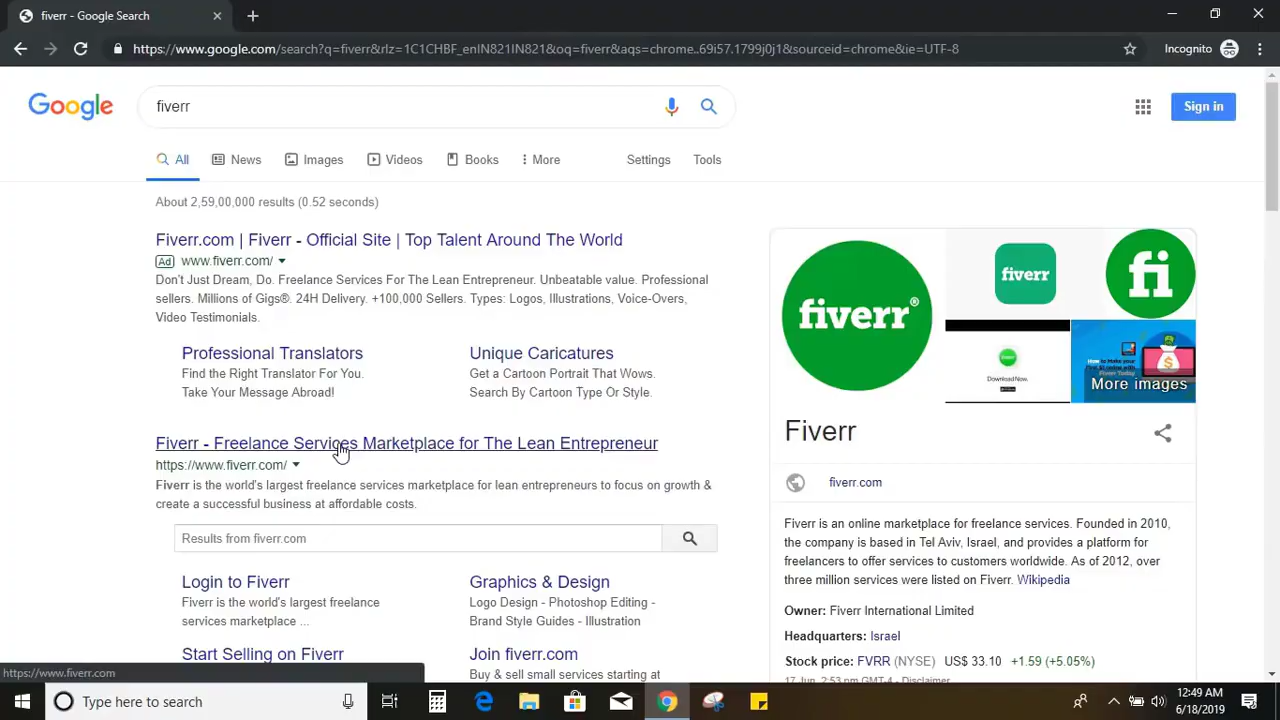 fiverr - Google Search
https://www.google.com/search?q=fiverr&rlz=1C1CHBF_enIN821IN821&oq=fiverr&aqs=chrome..69i57.1799j0j1&sourceid=chrome&ie=UTF-8
Incognito
Google
fiverr
Sign in
All
News
Images
Videos
Books
More
Settings
Tools
About 2,59,00,000 results (0.52 seconds)
Fiverr.com | Fiverr - Official Site | Top Talent Around The World
Ad www.fiverr.com/
Don't Just Dream, Do. Freelance Services For The Lean Entrepreneur. Unbeatable value. Professional
sellers. Millions of Gigs®. 24H Delivery. +100,000 Sellers. Types: Logos, Illustrations, Voice-Overs,
Video Testimonials.
Professional Translators
Find the Right Translator For You.
Take Your Message Abroad!
Unique Caricatures
Get a Cartoon Portrait That Wows.
Search By Cartoon Type Or Style.
Fiverr - Freelance Services Marketplace for The Lean Entrepreneur
https://www.fiverr.com/
Fiverr is the world's largest freelance services marketplace for lean entrepreneurs to focus on growth &
create a successful business at affordable costs.
Results from fiverr.com
Login to Fiverr
Fiverr is the world's largest freelance
services marketplace ...
Graphics & Design
Logo Design - Photoshop Editing -
Brand Style Guides - Illustration
Start Selling on Fiverr
Join fiverr.com
Buy & sell small services starting at
https://www.fiverr.com
fiverr®
fiverr
fi
Download Now.
More images
Fiverr
fiverr.com
Fiverr is an online marketplace for freelance services. Founded in 2010,
the company is based in Tel Aviv, Israel, and provides a platform for
freelancers to offer services to customers worldwide. As of 2012, over
three million services were listed on Fiverr. Wikipedia
Owner: Fiverr International Limited
Headquarters: Israel
Stock price: FVRR (NYSE) US$ 33.10 +1.59 (+5.05%)
17 Jun, 2:53 pm GMT-4 - Disclaimer
Type here to search
12:49 AM
6/18/2019